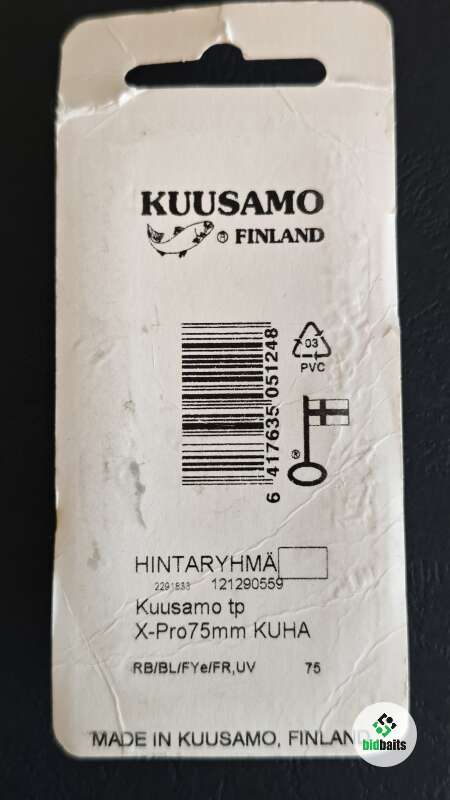 KUUSAMO
® FINLAND
6 417635 051248
03
PVC
®
HINTARYHMÄ
2291833 121290559
Kuusamo tp
X-Pro75mm KUHA
RB/BL/FYe/FR,UV 75
MADE IN KUUSAMO, FINLAND
bidbaits